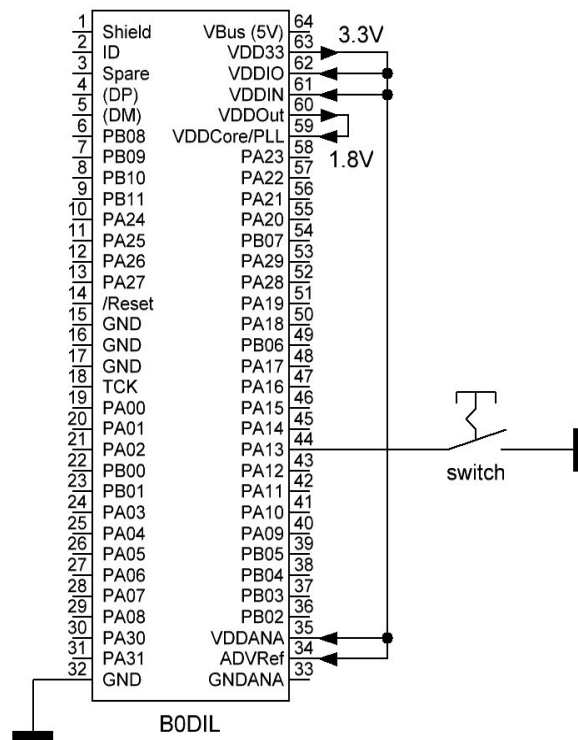 1 Shield VBus (5V) 64
2 ID VDD33 63 3.3V
3 Spare VDDIO 62
4 (DP) VDDIN 61
5 (DM) VDDOut 60
6 PB08 VDDCore/PLL 59
1.8V
7 PB09 PA23 58
8 PB10 PA22 57
9 PB11 PA21 56
10 PA24 PA20 55
11 PA25 PB07 54
12 PA26 PA29 53
13 PA27 PA28 52
14 /Reset PA19 51
15 GND PA18 50
16 GND PB06 49
17 GND PA17 48
18 TCK PA16 47
19 PA00 PA15 46
20 PA01 PA14 45
21 PA02 PA13 44
switch
22 PB00 PA12 43
23 PB01 PA11 42
24 PA03 PA10 41
25 PA04 PA09 40
26 PA05 PB05 39
27 PA06 PB04 38
28 PA07 PB03 37
29 PA08 PB02 36
30 PA30 VDDANA 35
31 PA31 ADVRef 34
32 GND GNDANA 33
B0DIL